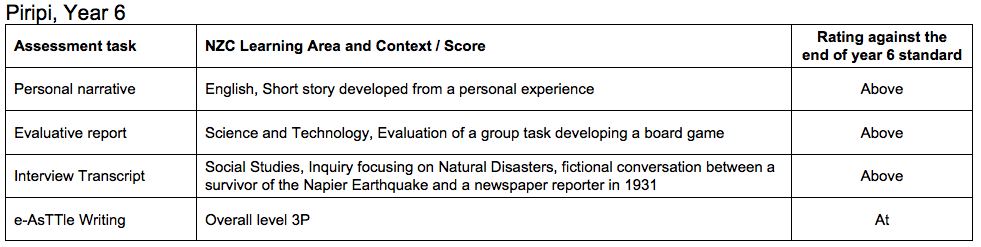 Piripi, Year 6
Assessment task
NZC Learning Area and Context / Score
Rating against the
end of year 6 standard
Personal narrative
English, Short story developed from a personal experience
Above
Evaluative report
Science and Technology, Evaluation of a group task developing a board game
Above
Interview Transcript
Social Studies, Inquiry focusing on Natural Disasters, fictional conversation between a
survivor of the Napier Earthquake and a newspaper reporter in 1931
Above
e-AsTTle Writing
Overall level 3P
At